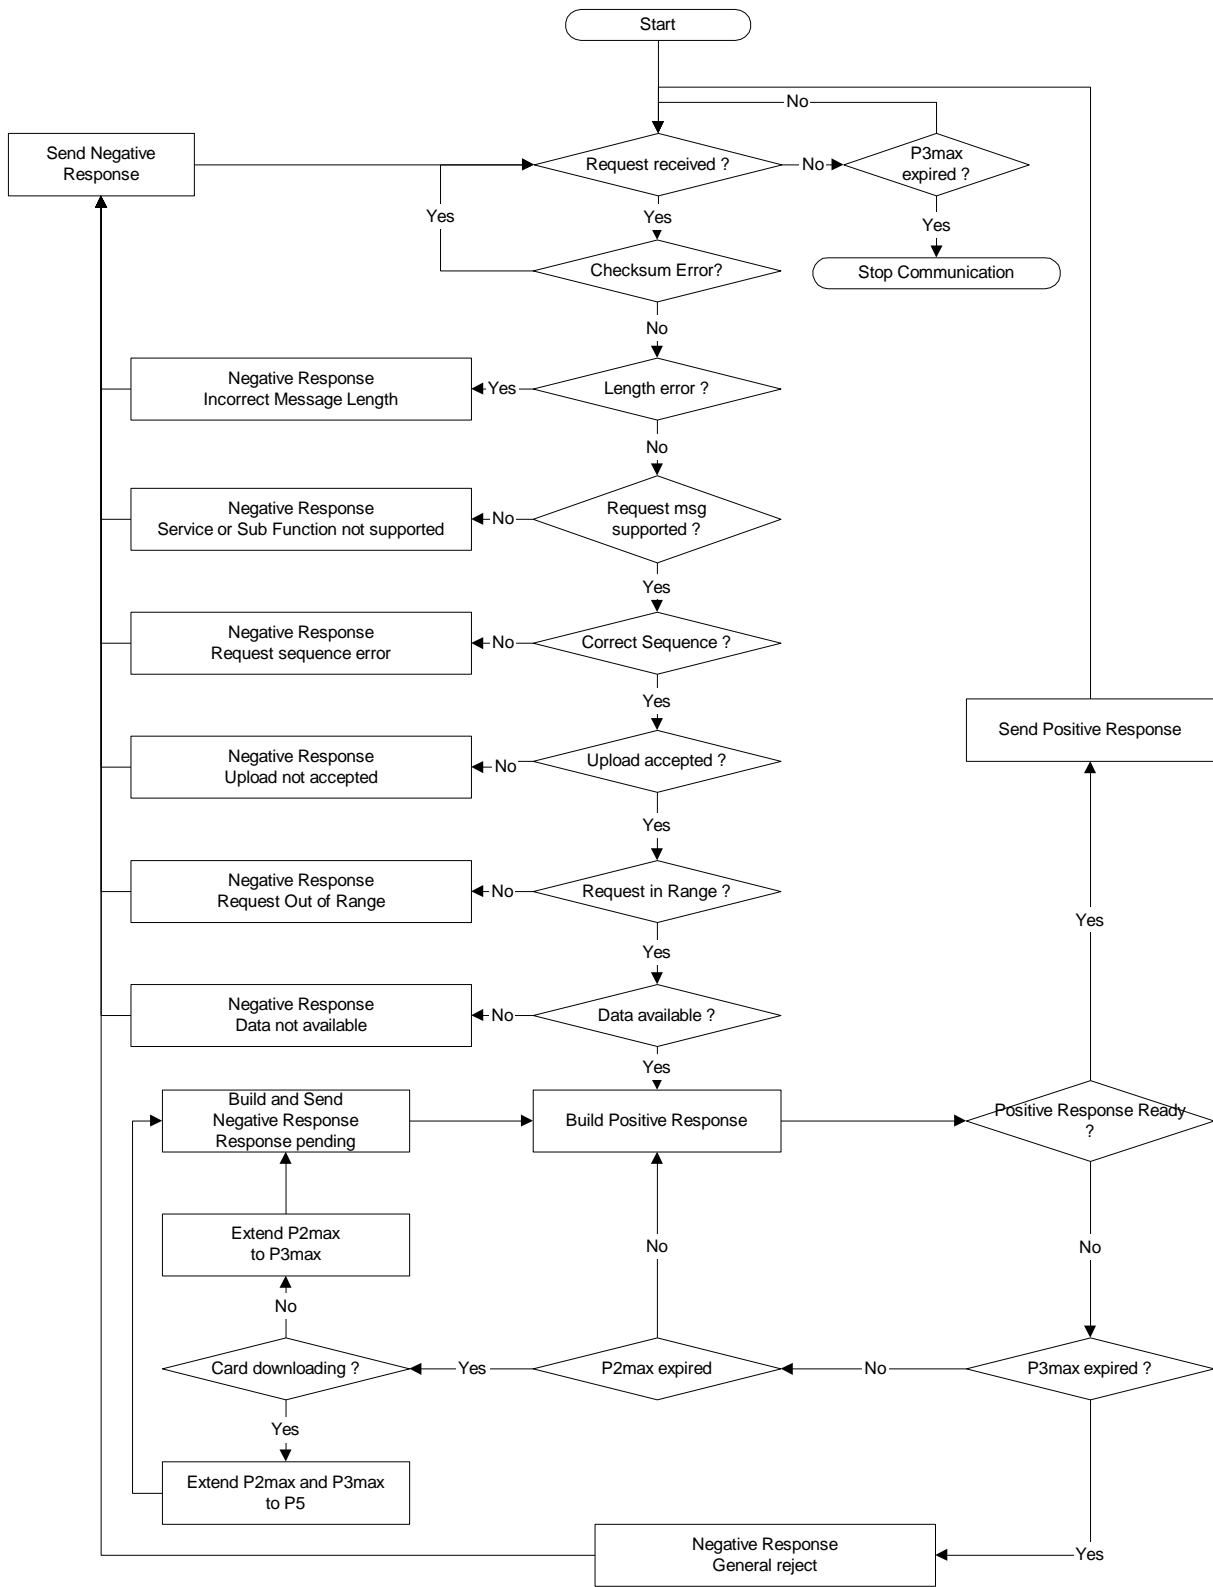 Start
No
Send Negative
Response
Request received ?
No
P3max
expired ?
Yes
Yes
Yes
Checksum Error?
Stop Communication
No
Negative Response
Incorrect Message Length
Yes
Length error ?
No
Negative Response
Service or Sub Function not supported
No
Request msg
supported ?
Yes
Negative Response
Request sequence error
No
Correct Sequence ?
Yes
Send Positive Response
Negative Response
Upload not accepted
No
Upload accepted ?
Yes
Negative Response
Request Out of Range
No
Request in Range ?
Yes
Yes
Negative Response
Data not available
No
Data available ?
Yes
Build and Send
Negative Response
Response pending
Build Positive Response
Positive Response Ready
?
Extend P2max
to P3max
No
No
No
Card downloading ?
Yes
P2max expired
No
P3max expired ?
Yes
Extend P2max and P3max
to P5
Negative Response
General reject
Yes